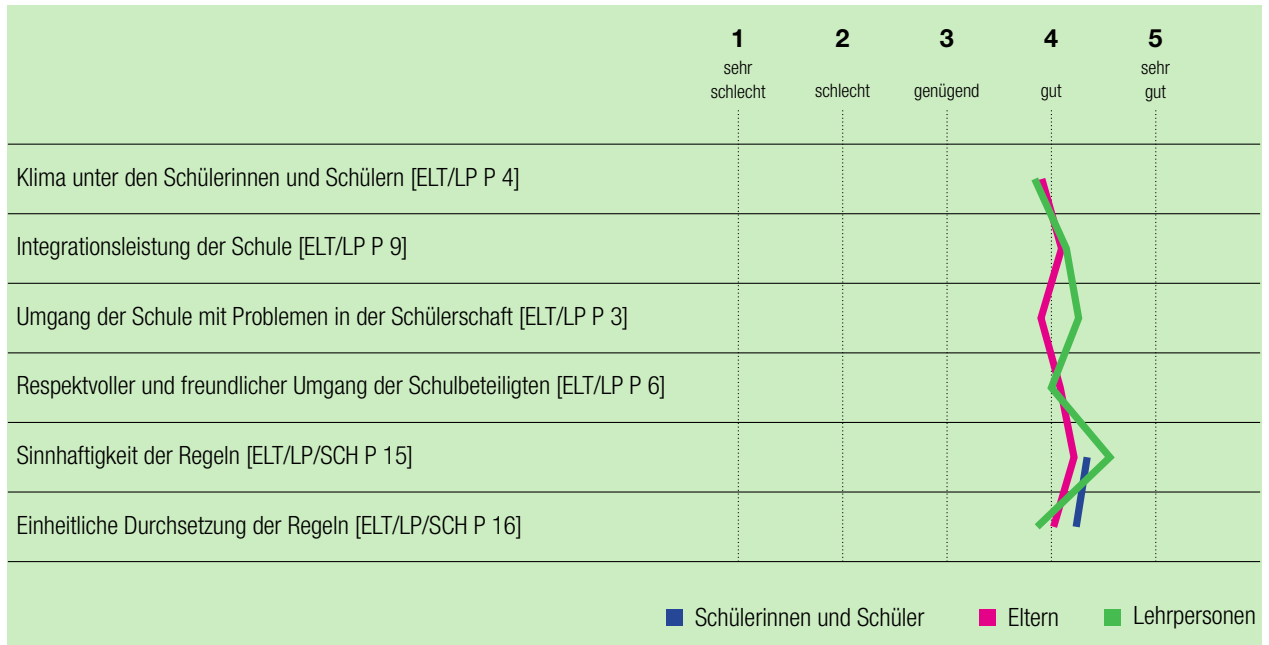 1 2 3 4 5
sehr schlecht schlecht genügend gut sehr gut
Klima unter den Schülerinnen und Schülern [ELT/LP P 4]
Integrationsleistung der Schule [ELT/LP P 9]
Umgang der Schule mit Problemen in der Schülerschaft [ELT/LP P 3]
Respektvoller und freundlicher Umgang der Schulbeteiligten [ELT/LP P 6]
Sinnhaftigkeit der Regeln [ELT/LP/SCH P 15]
Einheitliche Durchsetzung der Regeln [ELT/LP/SCH P 16]
Schülerinnen und Schüler Eltern Lehrpersonen